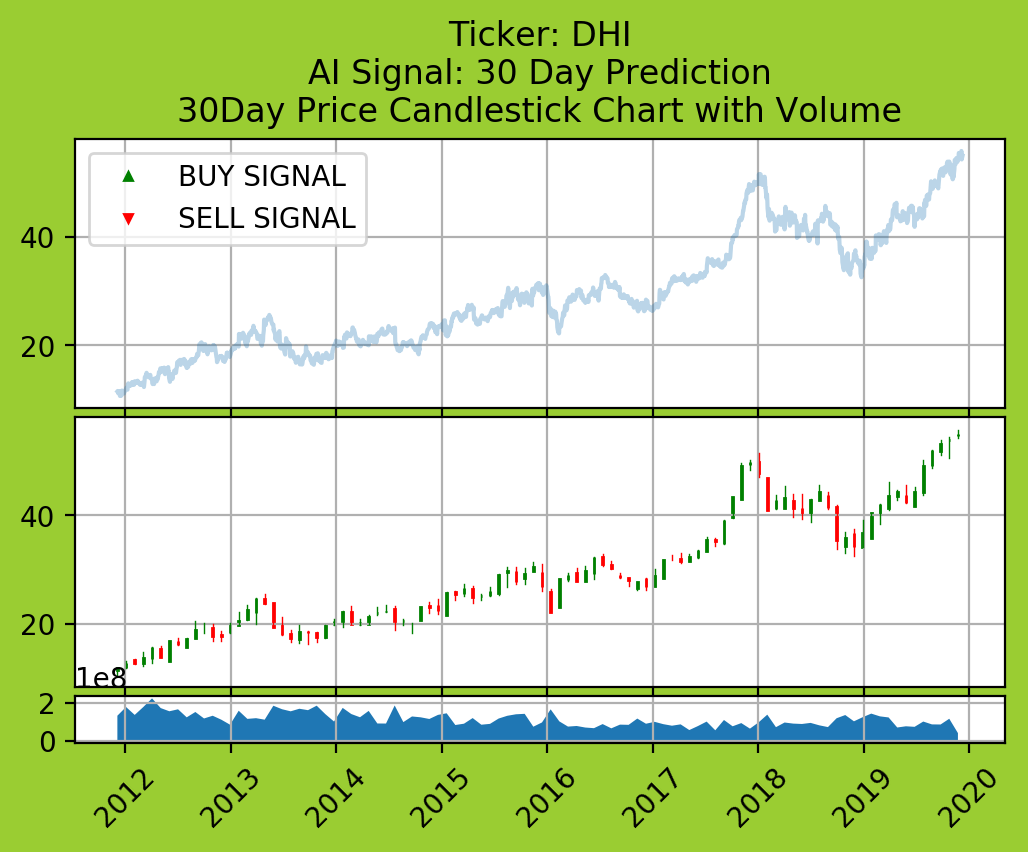 Ticker: DHI
AI Signal: 30 Day Prediction
30Day Price Candlestick Chart with Volume
BUY SIGNAL
SELL SIGNAL
40
20
40
20
1e8
2
0
2012 2013 2014 2015 2016 2017 2018 2019 2020